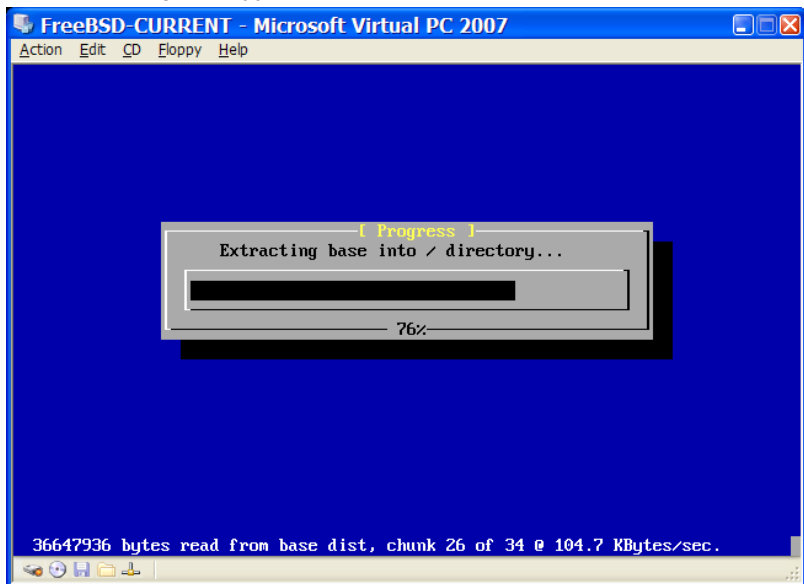 FreeBSD-CURRENT - Microsoft Virtual PC 2007
Action Edit CD Floppy Help
[ Progress ]
Extracting base into / directory...
76%
36647936 bytes read from base dist, chunk 26 of 34 @ 104.7 KBytes/sec.